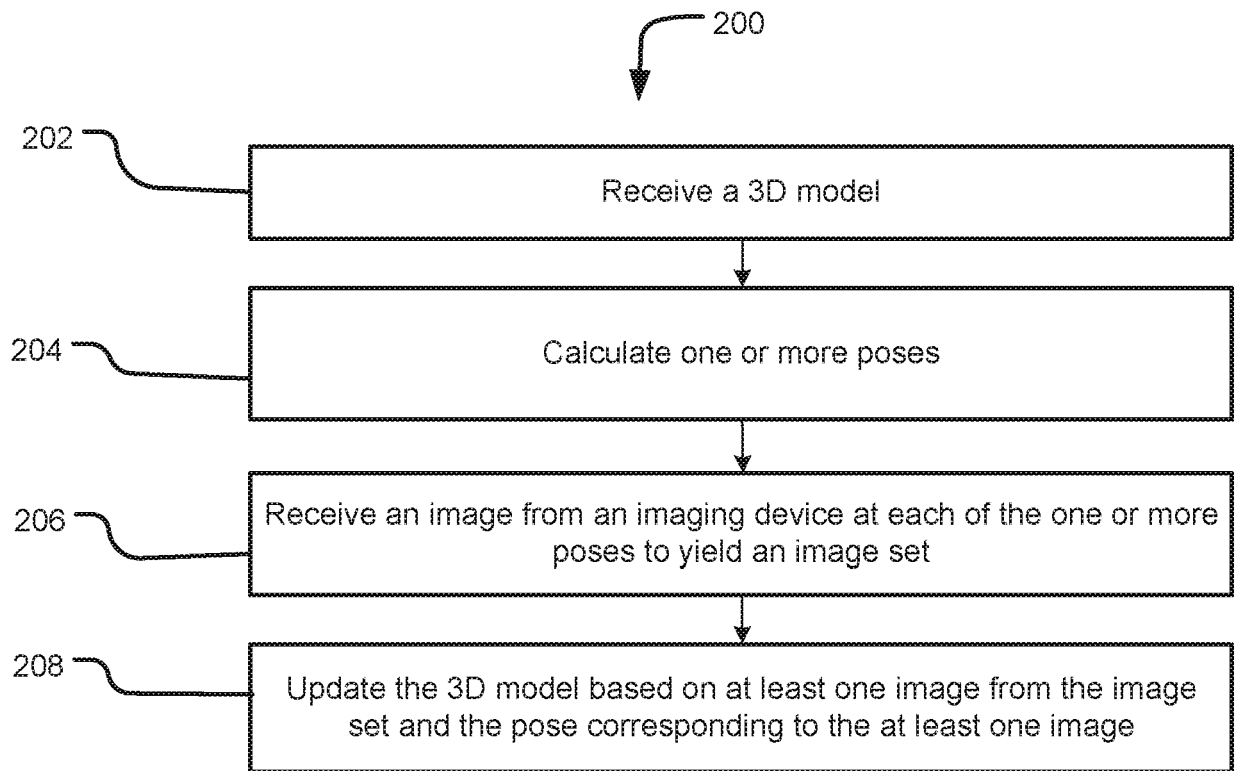 200
202
Receive a 3D model
204
Calculate one or more poses
206
Receive an image from an imaging device at each of the one or more
poses to yield an image set
208
Update the 3D model based on at least one image from the image
set and the pose corresponding to the at least one image